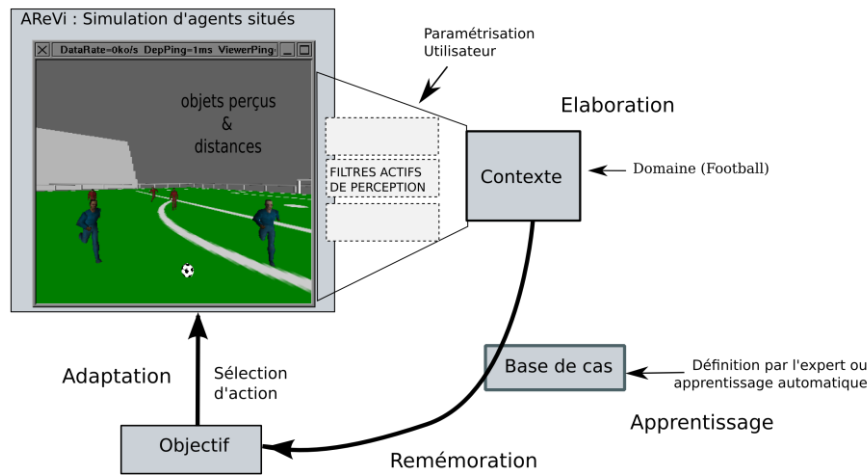 AReVi : Simulation d'agents situés
DataRate=0ko/s DepPing=1ms ViewerPing-
objets perçus
&
distances
Paramétrisation
Utilisateur
Elaboration
FILTRES ACTIFS
DE PERCEPTION
Contexte
Domaine (Football)
Base de cas
Définition par l'expert ou
apprentissage automatique
Adaptation
Sélection
d'action
Apprentissage
Objectif
Remémoration